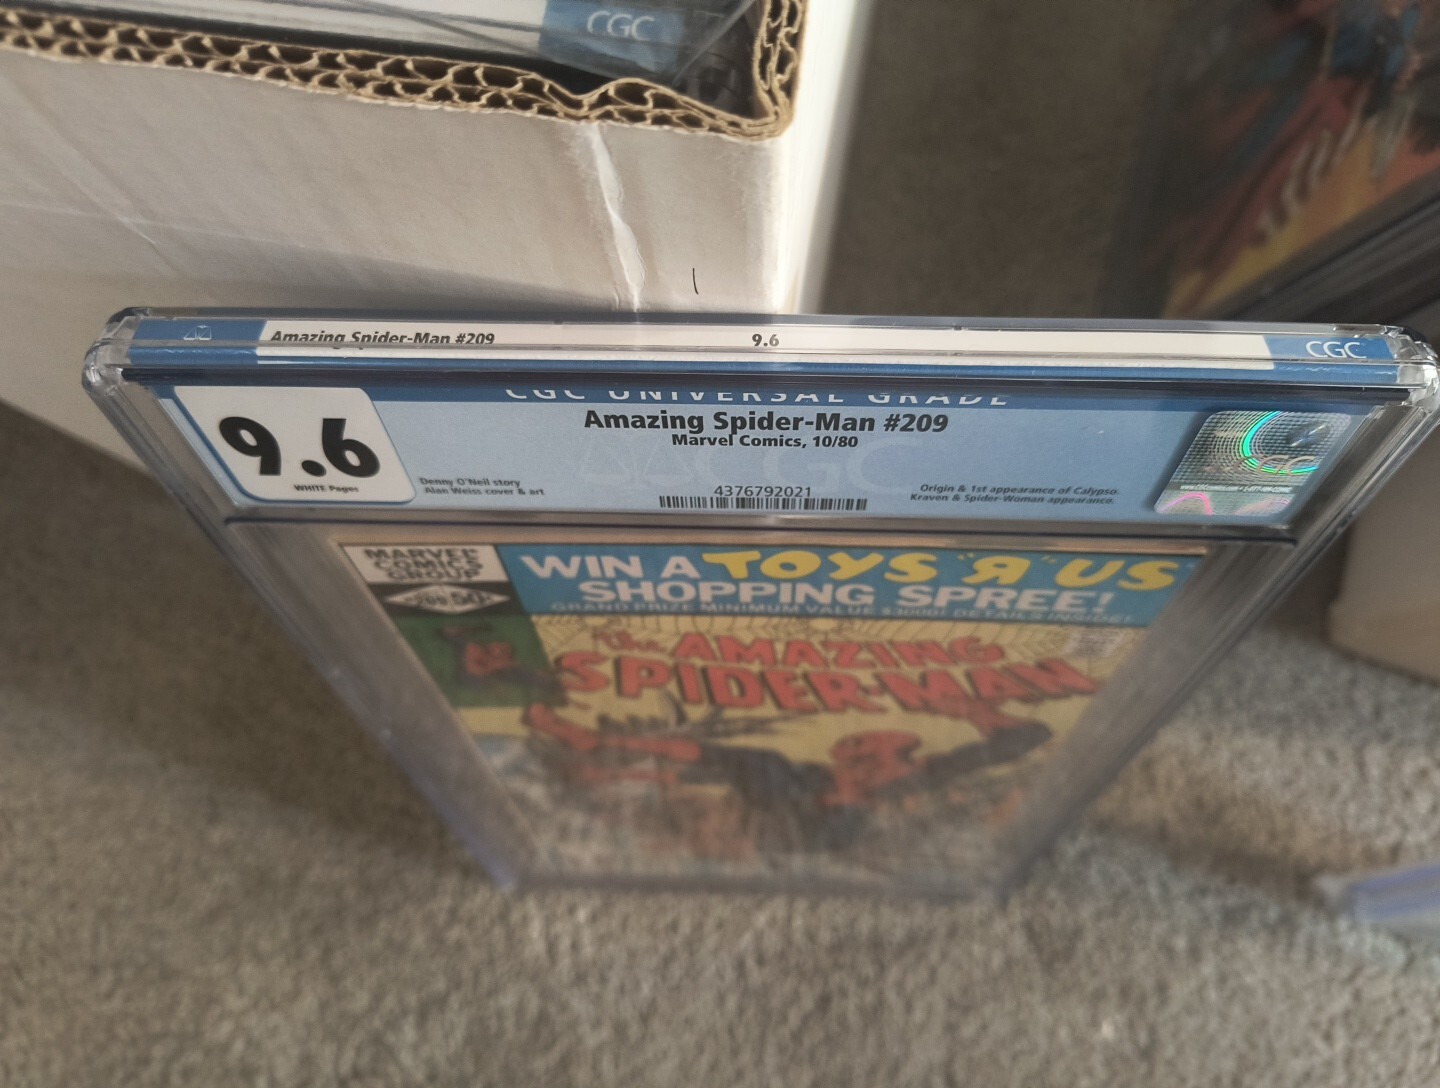 CGC
Amazing Spider-Man #209 9.6 CGC
CGC UNIVERSAL GRADE
9.6
WHITE Pages
Amazing Spider-Man #209
Marvel Comics, 10/80
Denny O'Neil story
Alan Weiss cover & art
4376792021
Origin & 1st appearance of Calypso.
Kraven & Spider-Woman appearance.
CGC
MARVEL
COMICS
GROUP
50¢
WIN A TOYS "R" US
SHOPPING SPREE!
GRAND PRIZE MINIMUM VALUE $3000! DETAILS INSIDE!
the AMAZING
SPIDER-MAN